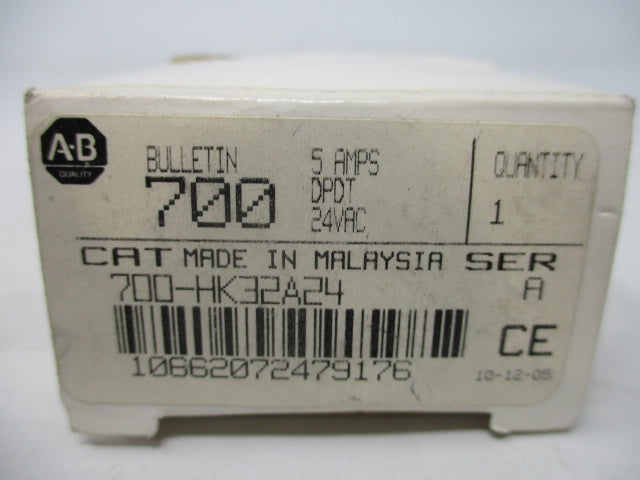 A-B
QUALITY
BULLETIN 5 AMPS QUANTITY
700 DPDT
24VAC 1
CAT MADE IN MALAYSIA SER
700-HK32A24 A
CE
10662072479176 10-12-05